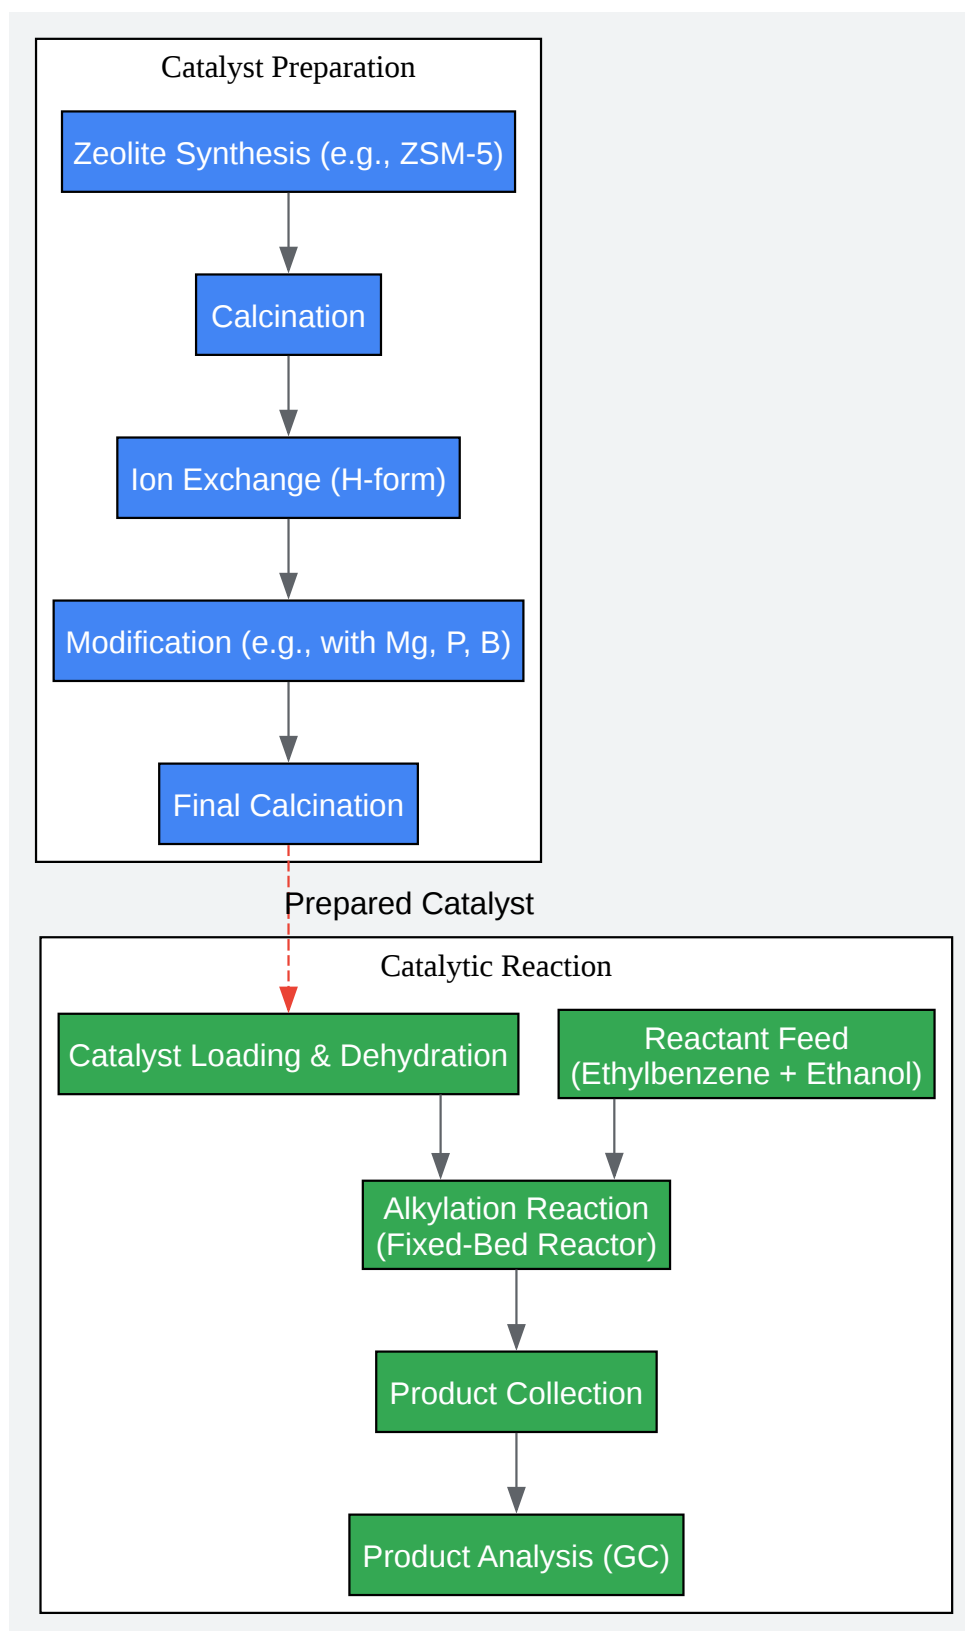 Catalyst Preparation
Zeolite Synthesis (e.g., ZSM-5)
Calcination
Ion Exchange (H-form)
Modification (e.g., with Mg, P, B)
Final Calcination
Prepared Catalyst
Catalytic Reaction
Catalyst Loading & Dehydration
Reactant Feed
(Ethylbenzene + Ethanol)
Alkylation Reaction
(Fixed-Bed Reactor)
Product Collection
Product Analysis (GC)